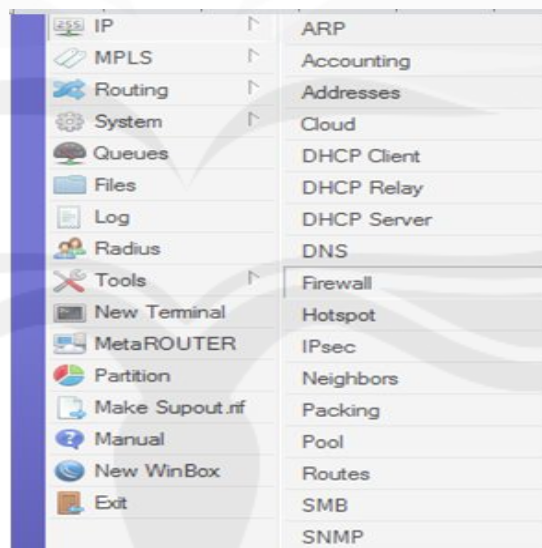 255 IP
MPLS
Routing
System
Queues
Files
Log
Radius
Tools
New Terminal
MetaROUTER
Partition
Make Supout.rif
Manual
New WinBox
Exit
ARP
Accounting
Addresses
Cloud
DHCP Client
DHCP Relay
DHCP Server
DNS
Firewall
Hotspot
IPsec
Neighbors
Packing
Pool
Routes
SMB
SNMP